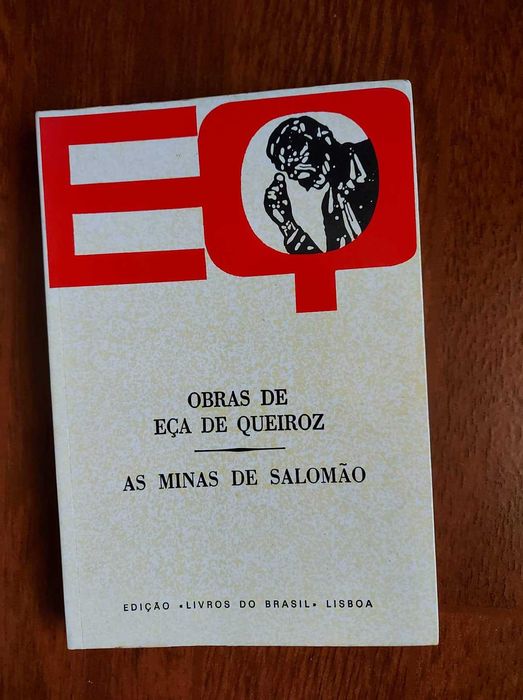 EQ
OBRAS DE
EÇA DE QUEIROZ
AS MINAS DE SALOMÃO
EDIÇÃO «LIVROS DO BRASIL» LISBOA